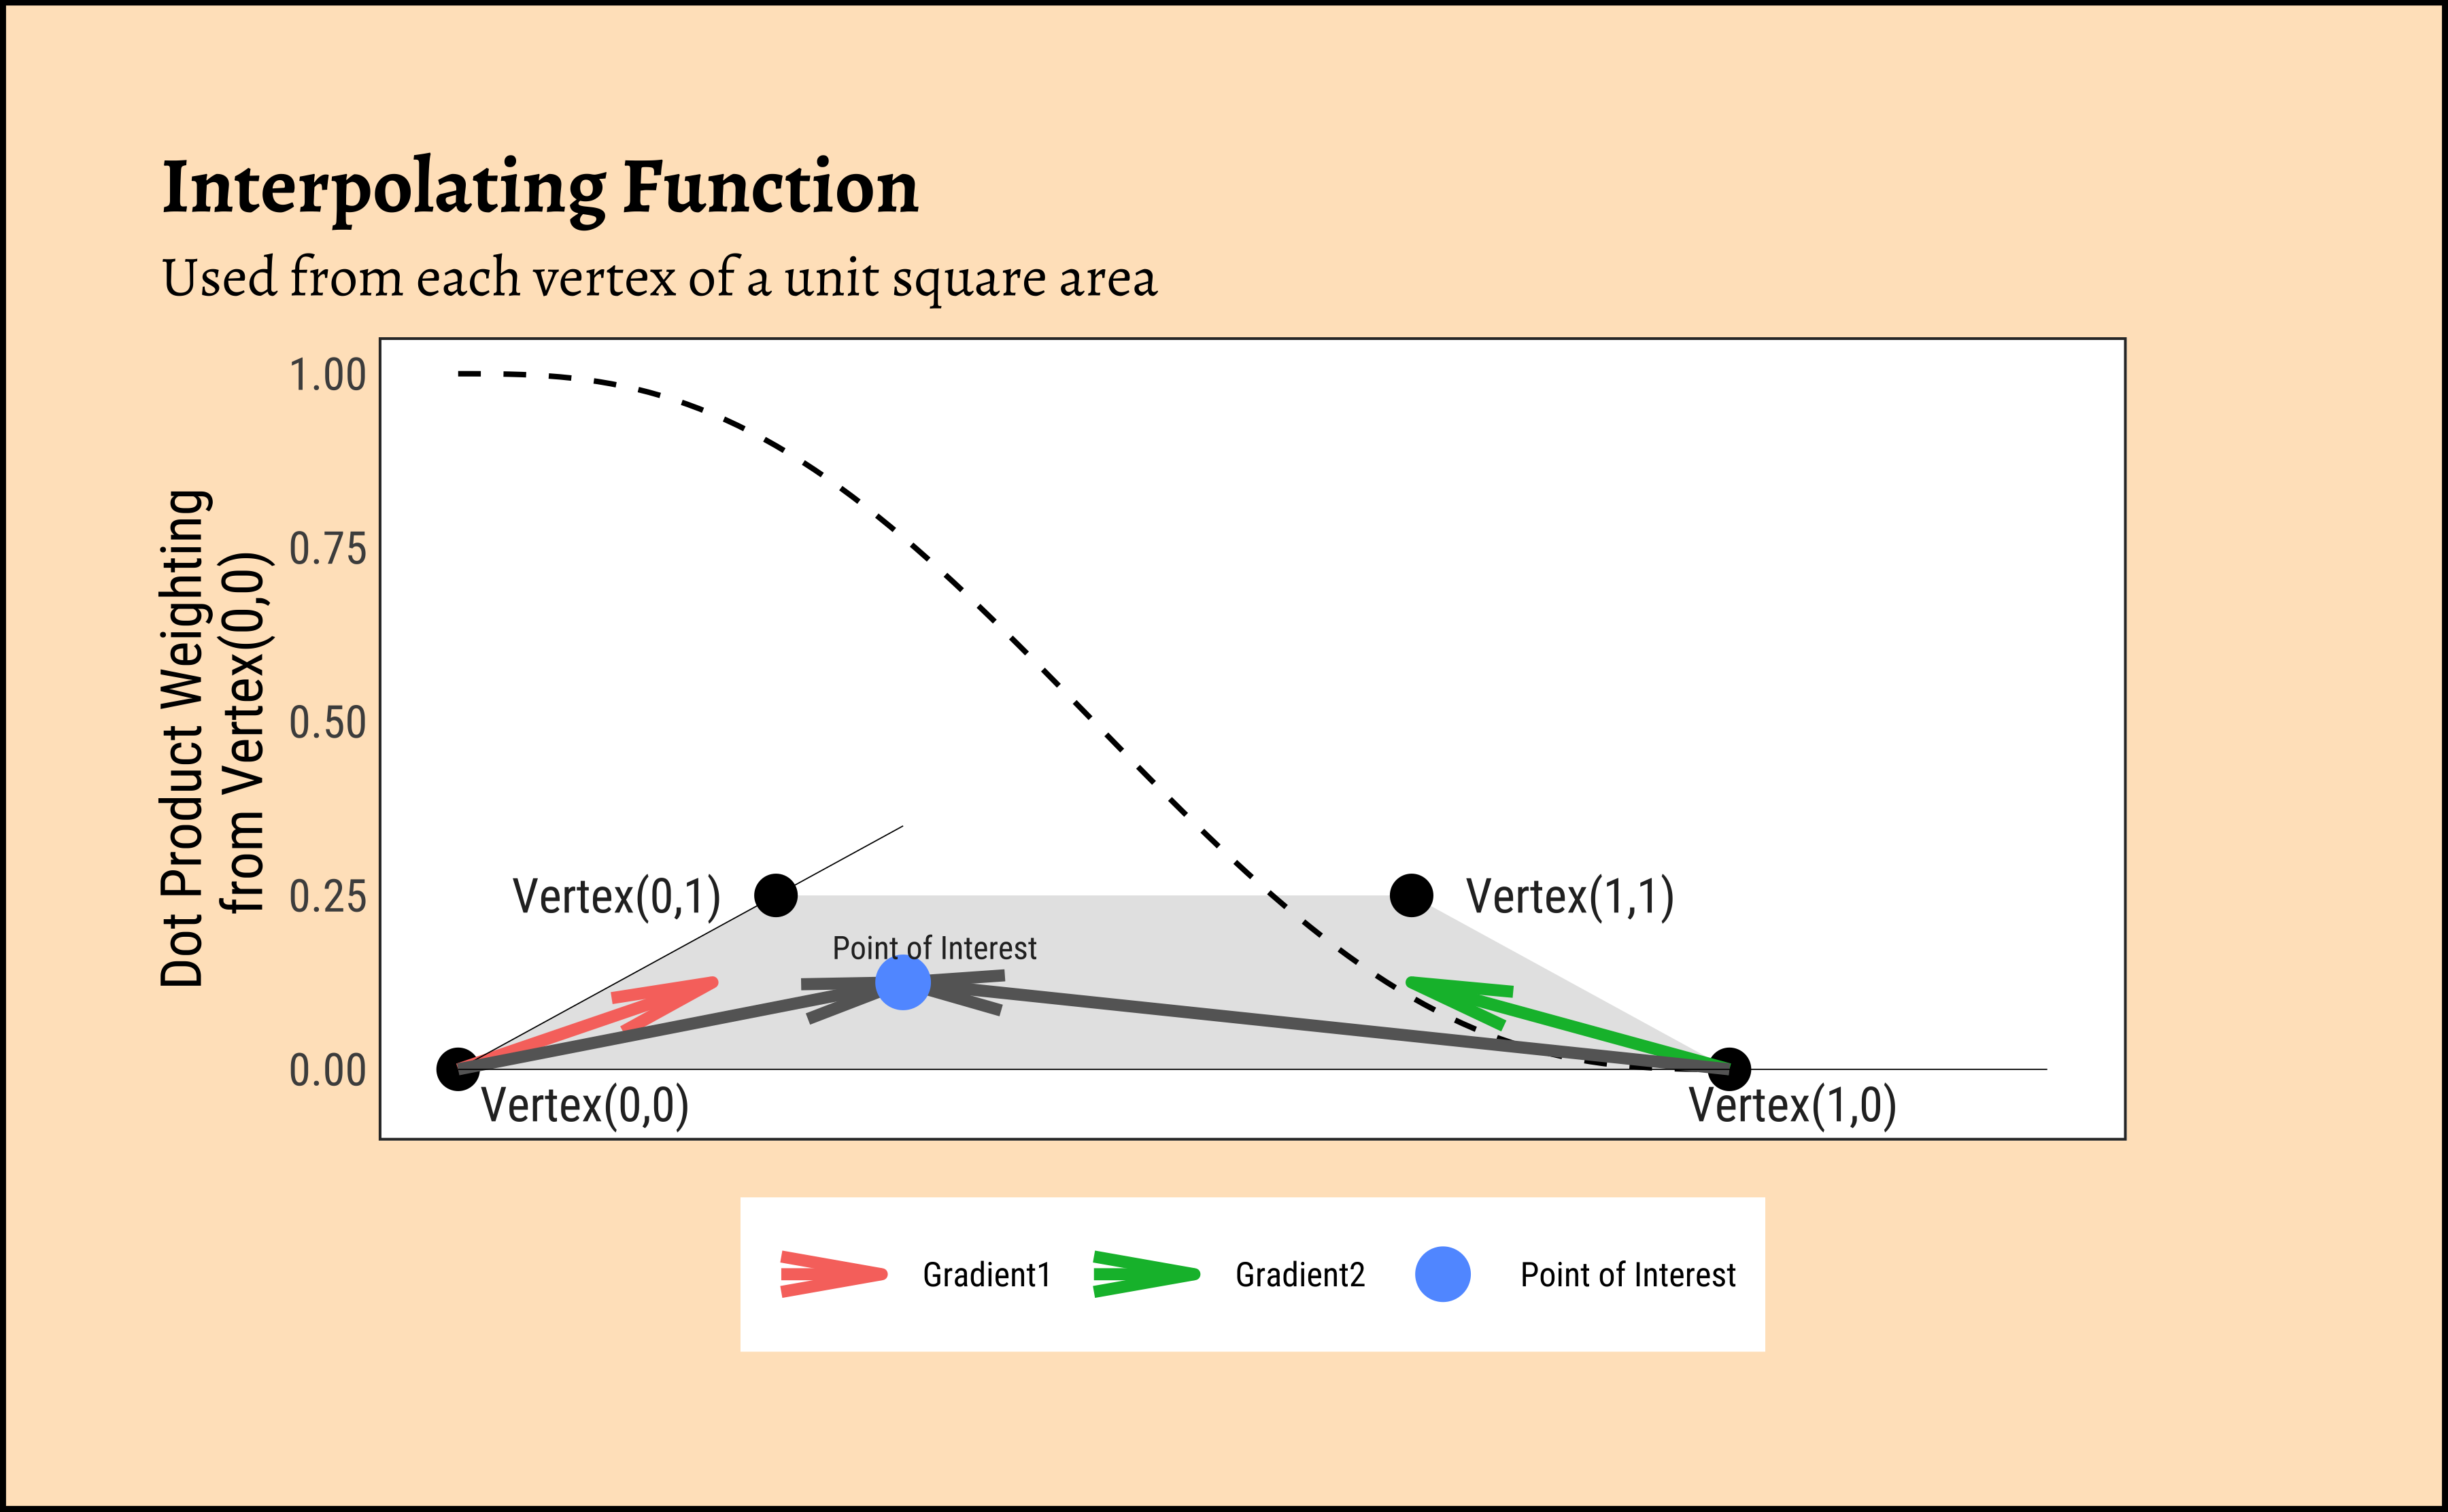 Interpolating Function
Used from each vertex of a unit square area
Dot Product Weighting
from Vertex(0,0)
1.00
0.75
0.50
0.25
0.00
Vertex(0,1)
Vertex(1,1)
Point of Interest
Vertex(0,0)
Vertex(1,0)
Gradient1
Gradient2
Point of Interest